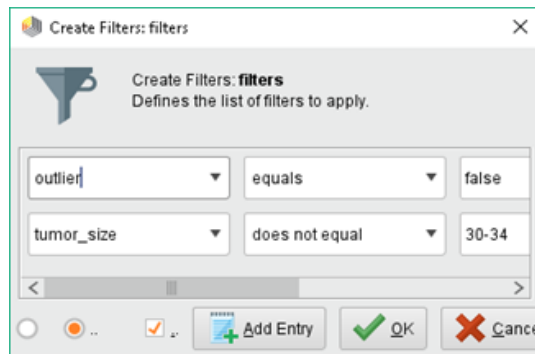 Create Filters: filters
Create Filters: filters
Defines the list of filters to apply.
outlier equals false
tumor_size does not equal 30-34
.. .. Add Entry OK Cance